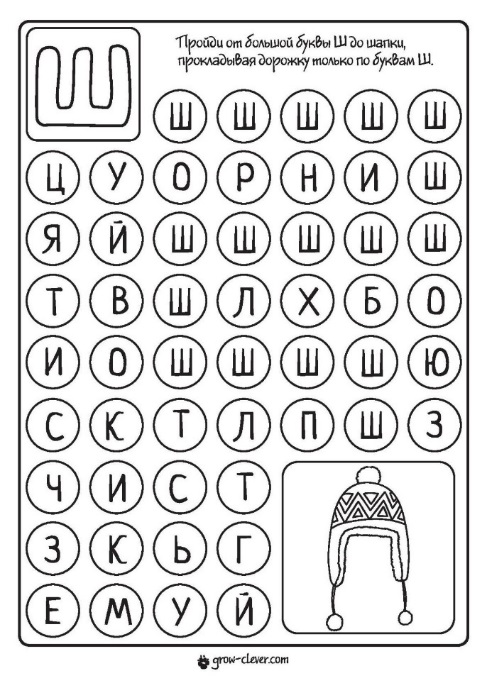 Ш
Пройди от большой буквы Ш до шапки,
прокладывая дорожку только по буквам Ш.
Ш Ш Ш Ш Ш
Ц У О Р Н И Ш
Я Й Ш Ш Ш Ш Ш
Т В Ш Л Х Б О
И О Ш Ш Ш Ш Ю
С К Т Л П Ш З
Ч И С Т
З К Ь Г
Е М У Й
grow-clever.com